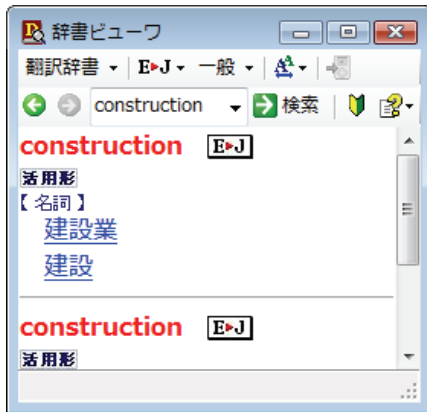 辞書ビューワ
翻訳辞書 E▶J 一般
construction 検索
construction E▶J
活用形
【名詞】
建設業
建設
construction E▶J
活用形